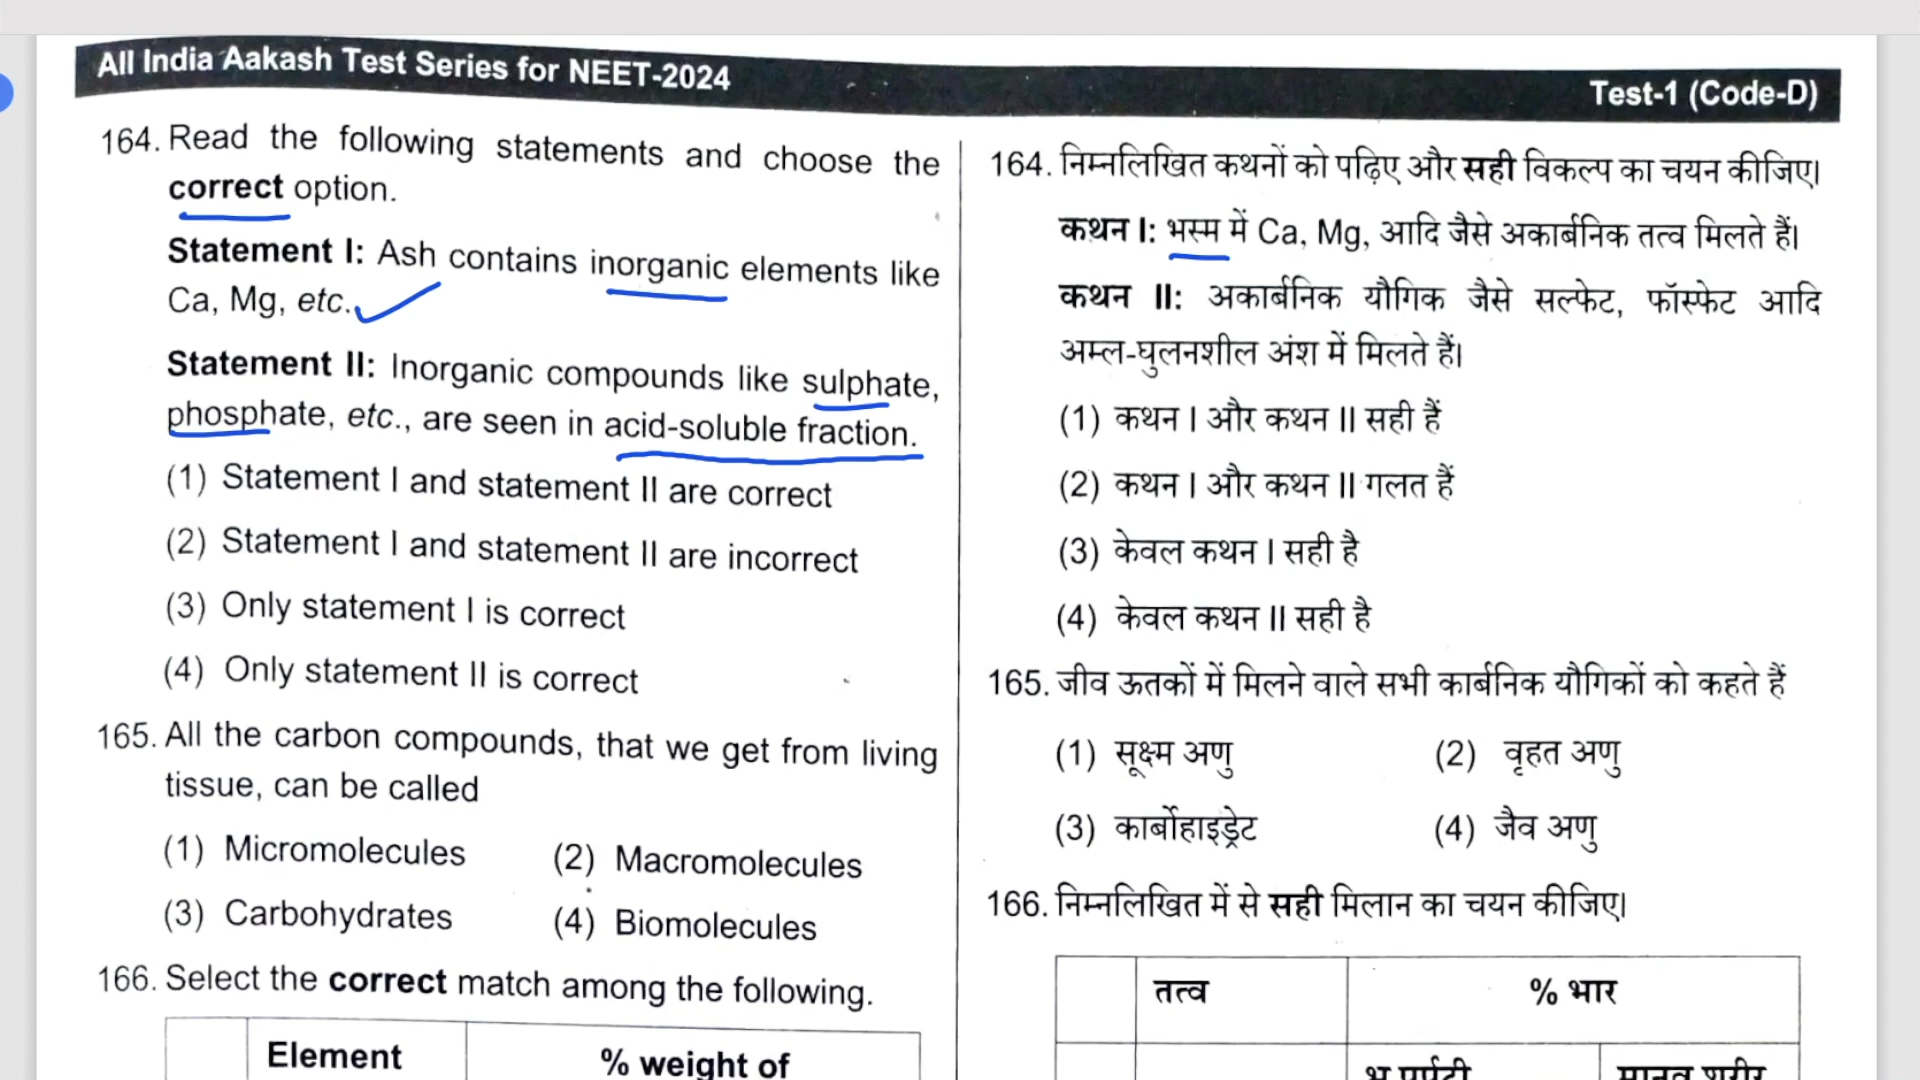 All India Aakash Test Series for NEET-2024
Test-1 (Code-D)
164. Read the following statements and choose the
correct option.
Statement I: Ash contains inorganic elements like
Ca, Mg, etc.
Statement II: Inorganic compounds like sulphate,
phosphate, etc., are seen in acid-soluble fraction.
(1) Statement I and statement II are correct
(2) Statement I and statement II are incorrect
(3) Only statement I is correct
(4) Only statement II is correct
165. All the carbon compounds, that we get from living
tissue, can be called
(1) Micromolecules (2) Macromolecules
(3) Carbohydrates (4) Biomolecules
166. Select the correct match among the following.
Element % weight of
164. निम्नलिखित कथनों को पढ़िए और सही विकल्प का चयन कीजिए।
कथन I: भस्म में Ca, Mg, आदि जैसे अकार्बनिक तत्व मिलते हैं।
कथन II: अकार्बनिक यौगिक जैसे सल्फेट, फॉस्फेट आदि
अम्ल-घुलनशील अंश में मिलते हैं।
(1) कथन I और कथन II सही हैं
(2) कथन I और कथन II गलत हैं
(3) केवल कथन I सही है
(4) केवल कथन II सही है
165. जीव ऊतकों में मिलने वाले सभी कार्बनिक यौगिकों को कहते हैं
(1) सूक्ष्म अणु (2) वृहत अणु
(3) कार्बोहाइड्रेट (4) जैव अणु
166. निम्नलिखित में से सही मिलान का चयन कीजिए।
तत्व % भार
भू पर्पटी मानव शरीर